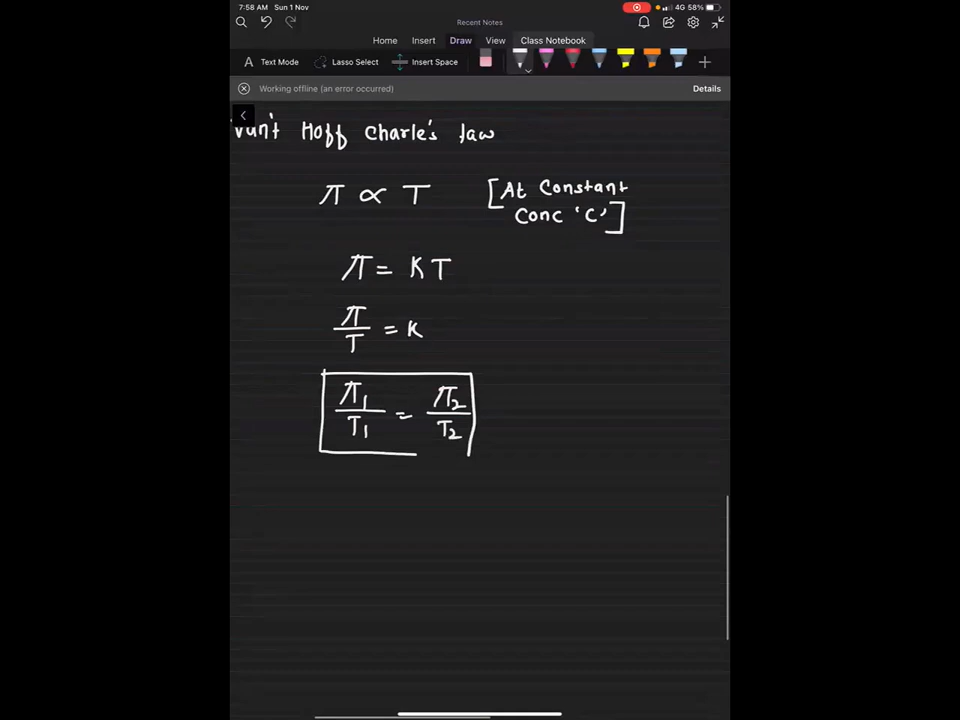 7:58 AM Sun 1 Nov
4G 58%
Recent Notes
Home Insert Draw View Class Notebook
A Text Mode Lasso Select Insert Space
Working offline (an error occurred) Details
Van't Hoff Charle's law
π ∝ T [At Constant
Conc 'C']
π = KT
π/T = K
π₁/T₁ = π₂/T₂